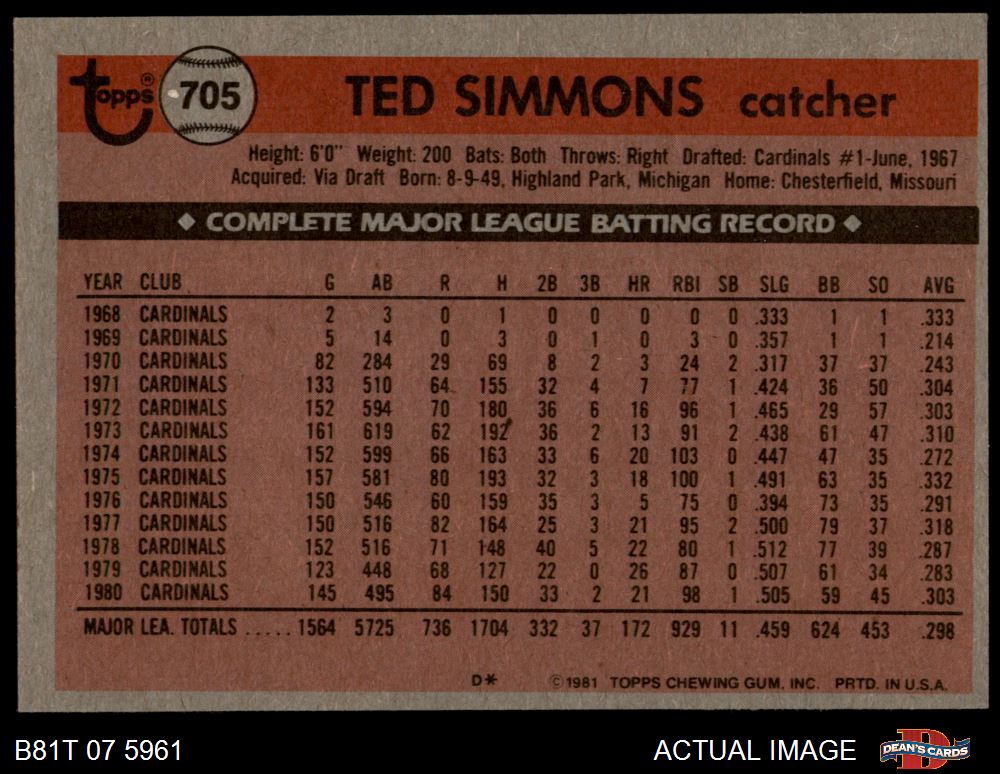 Topps® 705 TED SIMMONS catcher
Height: 6'0" Weight: 200 Bats: Both Throws: Right Drafted: Cardinals #1-June, 1967
Acquired: Via Draft Born: 8-9-49, Highland Park, Michigan Home: Chesterfield, Missouri
◆ COMPLETE MAJOR LEAGUE BATTING RECORD ◆
YEAR CLUB G AB R H 2B 3B HR RBI SB SLG BB SO AVG
1968 CARDINALS 2 3 0 1 0 0 0 0 0 .333 1 1 .333
1969 CARDINALS 5 14 0 3 0 1 0 3 0 .357 1 1 .214
1970 CARDINALS 82 284 29 69 8 2 3 24 2 .317 37 37 .243
1971 CARDINALS 133 510 64 155 32 4 7 77 1 .424 36 50 .304
1972 CARDINALS 152 594 70 180 36 6 16 96 1 .465 29 57 .303
1973 CARDINALS 161 619 62 192 36 2 13 91 2 .438 61 47 .310
1974 CARDINALS 152 599 66 163 33 6 20 103 0 .447 47 35 .272
1975 CARDINALS 157 581 80 193 32 3 18 100 1 .491 63 35 .332
1976 CARDINALS 150 546 60 159 35 3 5 75 0 .394 73 35 .291
1977 CARDINALS 150 516 82 164 25 3 21 95 2 .500 79 37 .318
1978 CARDINALS 152 516 71 148 40 5 22 80 1 .512 77 39 .287
1979 CARDINALS 123 448 68 127 22 0 26 87 0 .507 61 34 .283
1980 CARDINALS 145 495 84 150 33 2 21 98 1 .505 59 45 .303
MAJOR LEA. TOTALS ..... 1564 5725 736 1704 332 37 172 929 11 .459 624 453 .298
D* ©1981 TOPPS CHEWING GUM, INC. PRTD. IN U.S.A.
B81T 07 5961 ACTUAL IMAGE DEAN'S CARDS